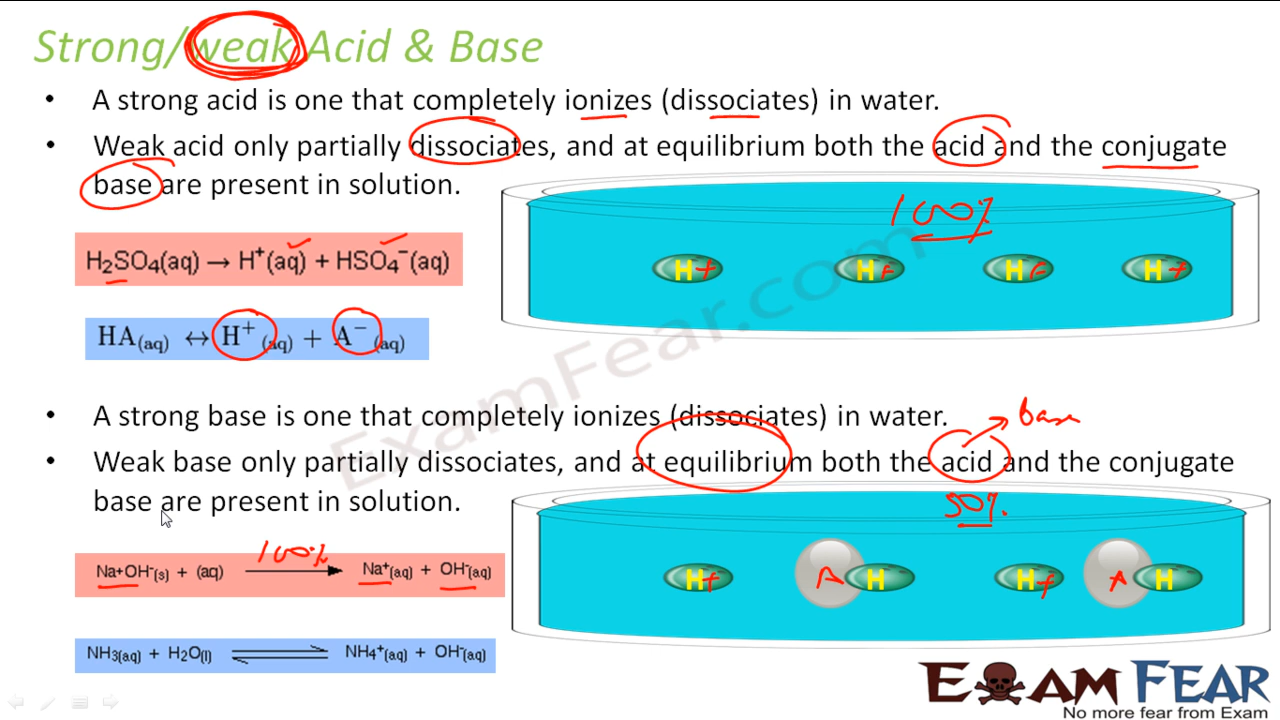 Strong/weak Acid & Base
• A strong acid is one that completely ionizes (dissociates) in water.
• Weak acid only partially dissociates, and at equilibrium both the acid and the conjugate
base are present in solution.
100%
H₂SO₄(aq) → H⁺(aq) + HSO₄⁻(aq)
H+ H+ H+ H+
HA(aq) ↔ H⁺(aq) + A⁻(aq)
ExamFear.com
• A strong base is one that completely ionizes (dissociates) in water.
Base
• Weak base only partially dissociates, and at equilibrium both the acid and the conjugate
base are present in solution.
50%
100%
Na+OH⁻(s) + (aq) → Na⁺(aq) + OH⁻(aq)
H+ A H H+ A H
NH₃(aq) + H₂O(l) ⇌ NH₄⁺(aq) + OH⁻(aq)
EXAM FEAR
No more fear from Exam